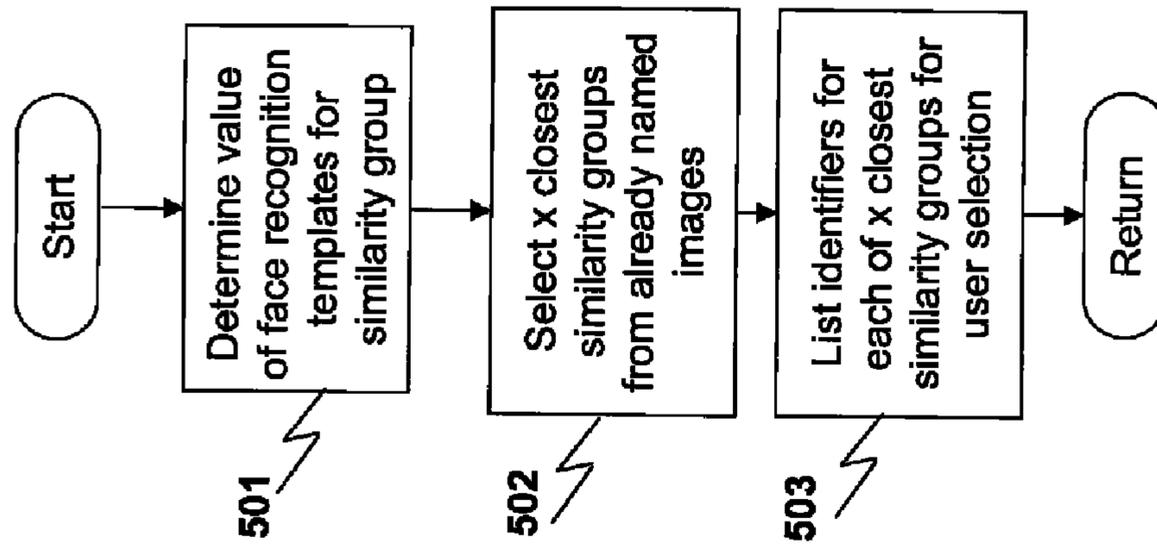 Start
Determine value
of face recognition
templates for
similarity group
501
Select x closest
similarity groups
from already named
images
502
List identifiers for
each of x closest
similarity groups for
user selection
503
Return